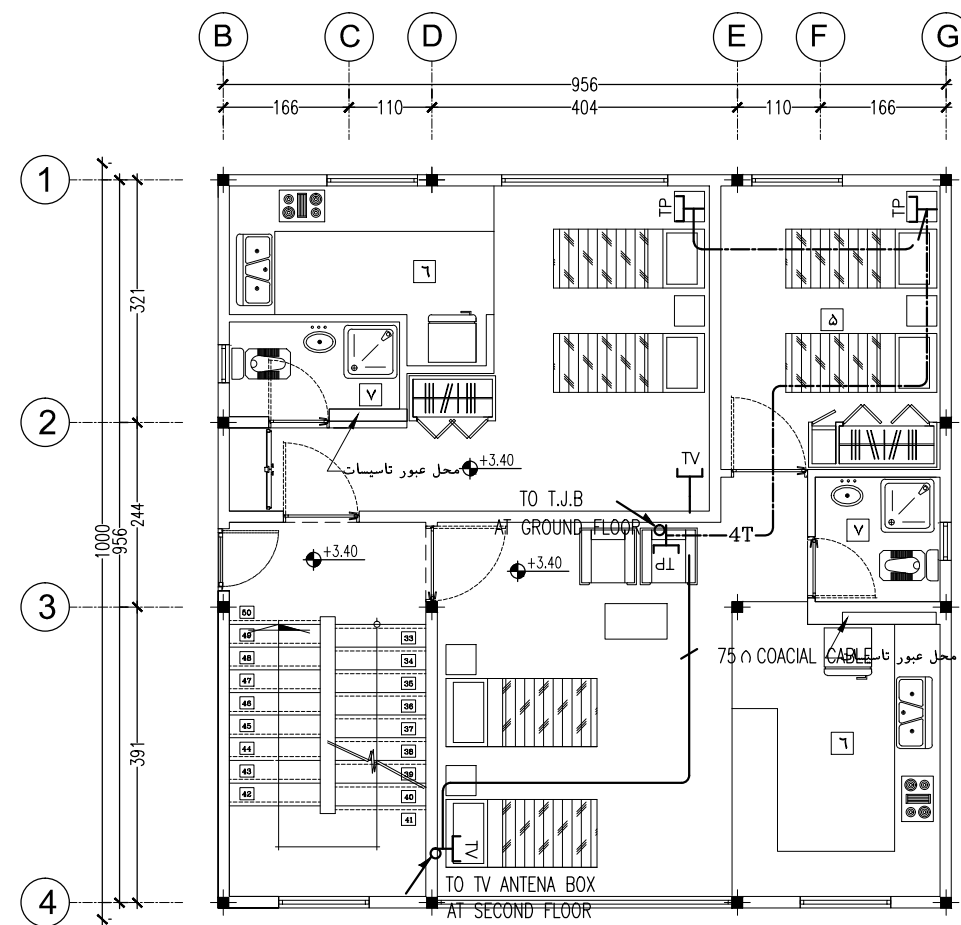 B C D E F G
956
166 110 404 110 166
1
2
3
4
321
244
391
1000
956
TP
TP
٦
۵
٧
محل عبور تاسیسات
+3.40
TV
TO T.J.B
AT GROUND FLOOR
4T
TP
+3.40
+3.40
٧
50
49
48
47
46
45
44
43
42
33
34
35
36
37
38
39
40
41
75 ∩ COACIAL CABLE
محل عبور تاسیسات
٦
TV
TO TV ANTENA BOX
AT SECOND FLOOR